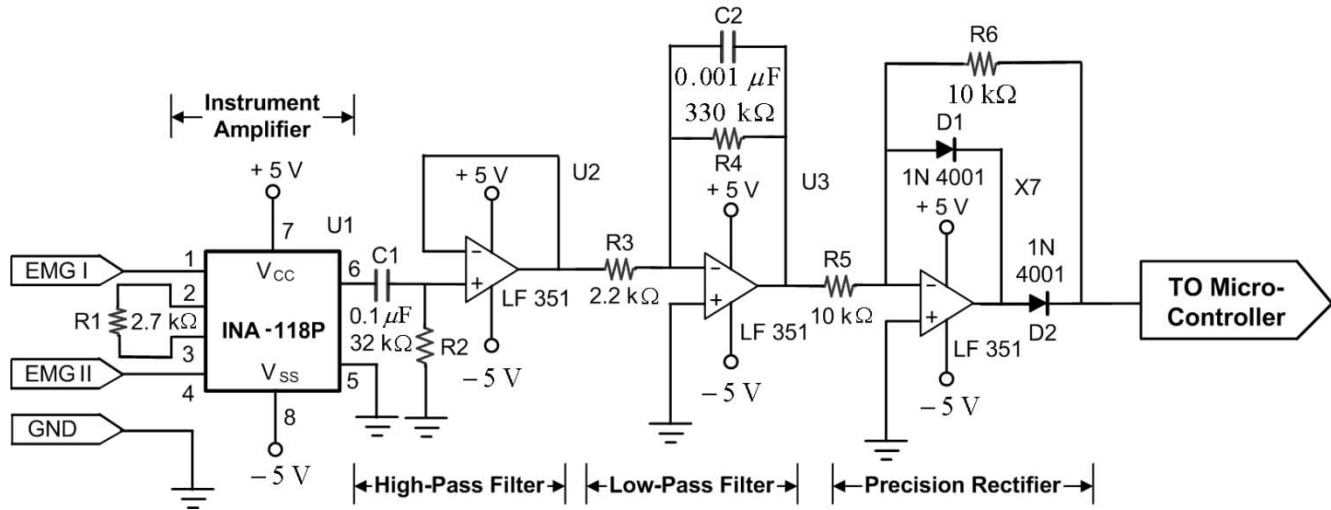 Instrument
Amplifier
+ 5 V
7
U1
EMG I
1
VCC
6
C1
2
R1
2.7 kΩ
INA -118P
0.1 μF
32 kΩ
R2
3
EMG II
4
VSS
5
8
GND
− 5 V
U2
+ 5 V
−
+
LF 351
− 5 V
High-Pass Filter
C2
0.001 μF
330 kΩ
R4
R3
2.2 kΩ
+ 5 V
U3
−
+
LF 351
− 5 V
Low-Pass Filter
R6
10 kΩ
D1
1N 4001
X7
R5
10 kΩ
+ 5 V
−
+
LF 351
− 5 V
1N
4001
D2
Precision Rectifier
TO Micro-
Controller